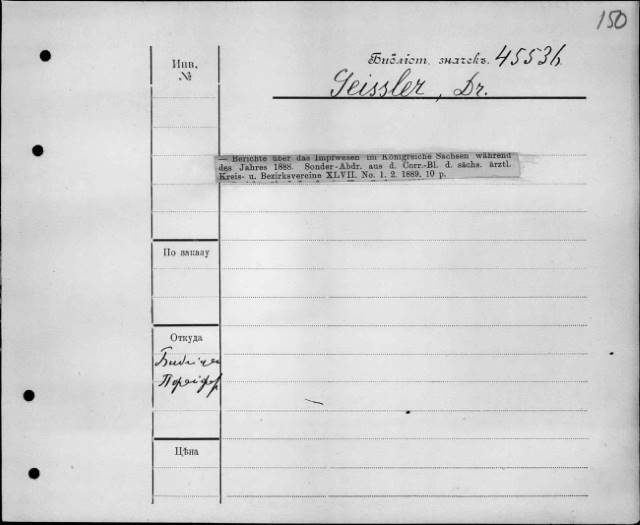 150
Инв.
№
Библіот. значекъ. 45536
Geissler, Dr.
— Berichte über das Impfwesen im Königreiche Sachsen während
des Jahres 1888. Sonder-Abdr. aus d. Corr.-Bl. d. sächs. ärztl.
Kreis- u. Bezirksvereine XLVII. No. 1. 2. 1889. 10 p.
По заказу
Откуда
Цѣна